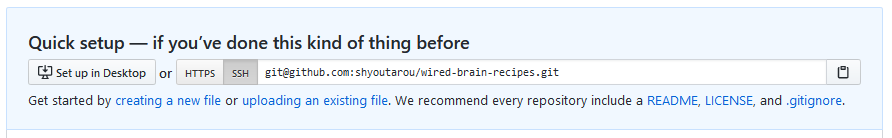 Quick setup — if you've done this kind of thing before
Set up in Desktop or HTTPS SSH git@github.com:shyoutarou/wired-brain-recipes.git
Get started by creating a new file or uploading an existing file. We recommend every repository include a README, LICENSE, and .gitignore.